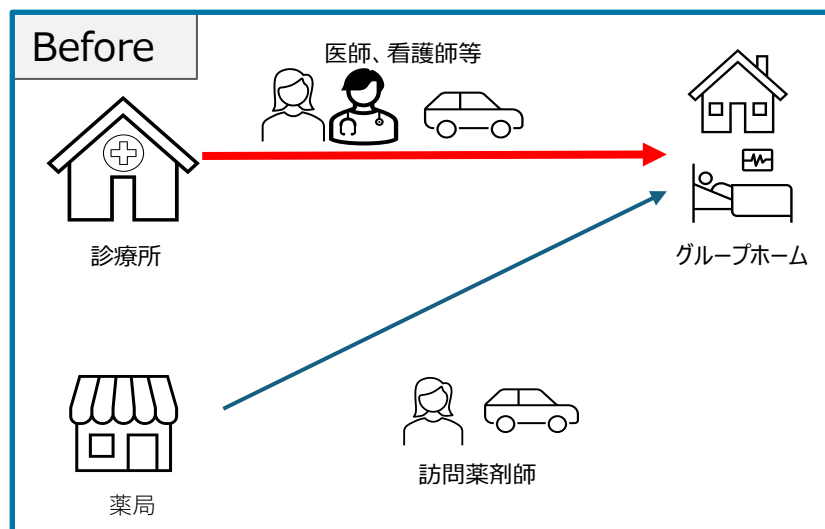 Before
医師、看護師等
診療所
グループホーム
訪問薬剤師
薬局